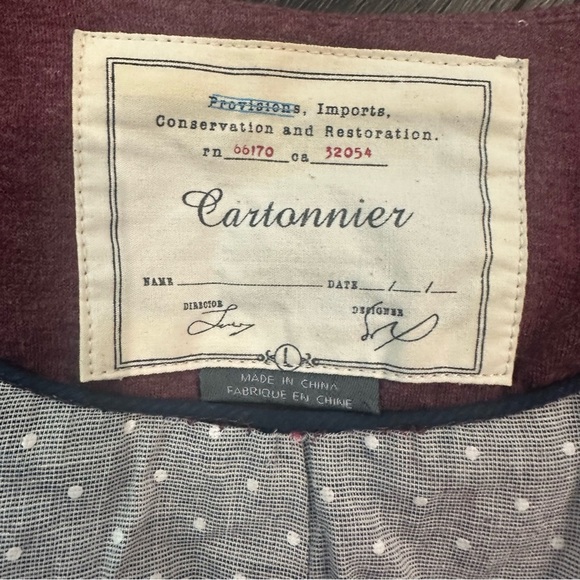 Provisions, Imports,
Conservation and Restoration.
rn 66170 ca 32054
Cartonnier
NAME DATE / /
DIRECTOR DESIGNER
L
MADE IN CHINA
FABRIQUE EN CHINE